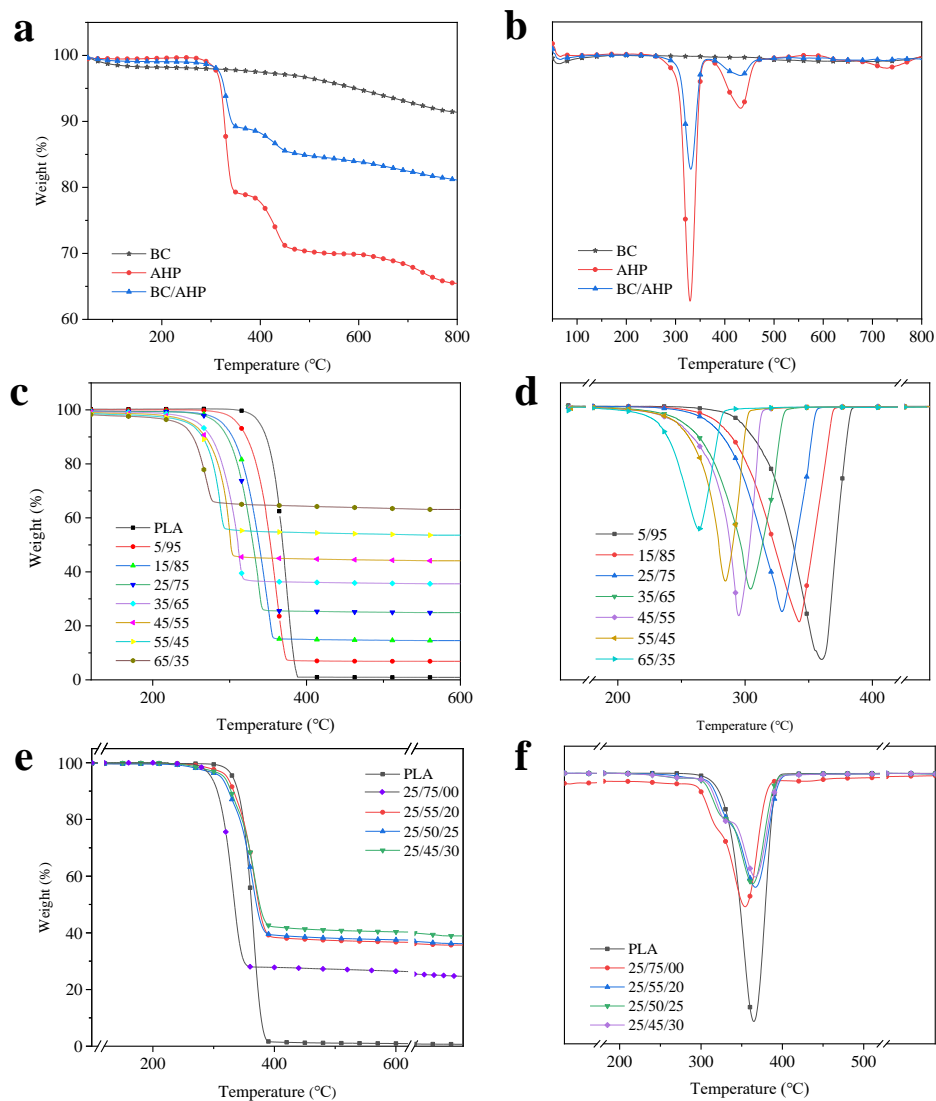 a
100
90
80
70
60
Weight (%)
BC
AHP
BC/AHP
100 200 300 400 500 600 700 800
Temperature (℃)
b
BC
AHP
BC/AHP
100 200 300 400 500 600 700 800
Temperature (℃)
c
100
80
60
40
20
0
Weight (%)
PLA
5/95
15/85
25/75
35/65
45/55
55/45
65/35
200 400 600
Temperature (℃)
d
5/95
15/85
25/75
35/65
45/55
55/45
65/35
200 300 400
Temperature (℃)
e
100
80
60
40
20
0
Weight (%)
PLA
25/75/00
25/55/20
25/50/25
25/45/30
200 400 600
Temperature (℃)
f
PLA
25/75/00
25/55/20
25/50/25
25/45/30
200 300 400 500
Temperature (℃)